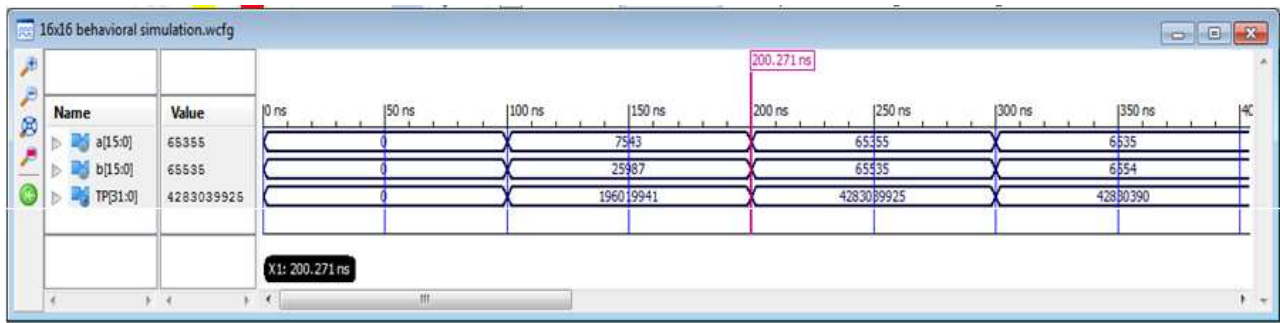 16x16 behavioral simulation.wcfg
200.271 ns
Name Value 0 ns 50 ns 100 ns 150 ns 200 ns 250 ns 300 ns 350 ns
a[15:0] 65355 0 7543 65355 6535
b[15:0] 65535 0 25987 65535 6554
TP[31:0] 4283039925 0 196019941 4283039925 42830390
X1: 200.271 ns